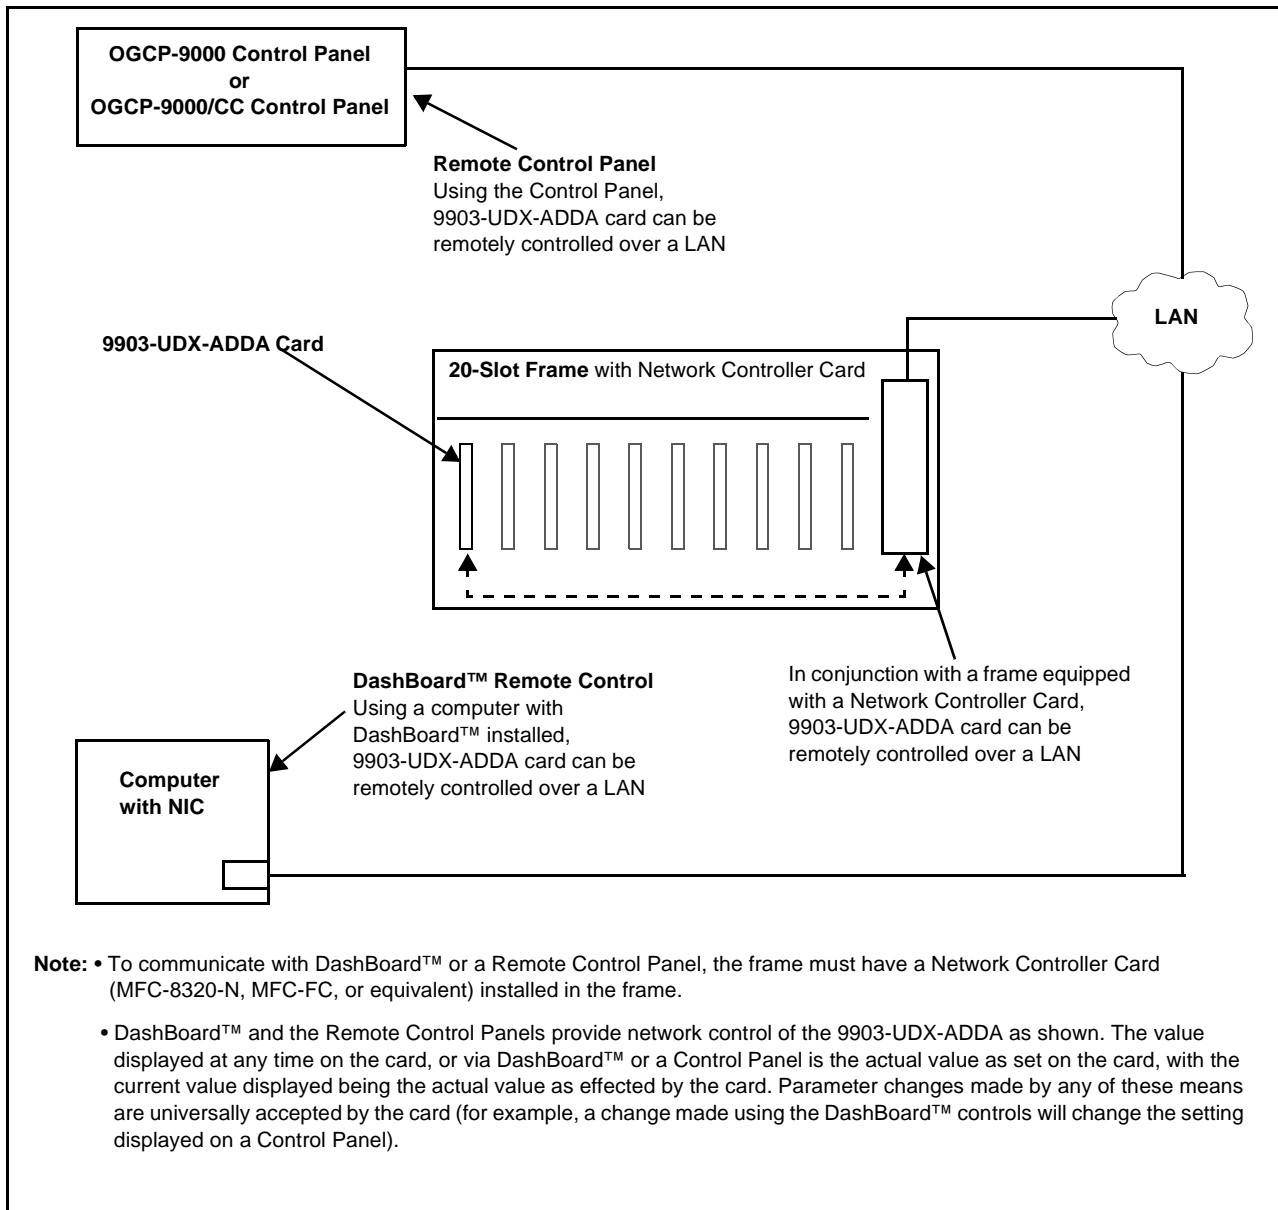 OGCP-9000 Control Panel
or
OGCP-9000/CC Control Panel
Remote Control Panel
Using the Control Panel,
9903-UDX-ADDA card can be
remotely controlled over a LAN
LAN
9903-UDX-ADDA Card
20-Slot Frame with Network Controller Card
DashBoard™ Remote Control
Using a computer with
DashBoard™ installed,
9903-UDX-ADDA card can be
remotely controlled over a LAN
In conjunction with a frame equipped
with a Network Controller Card,
9903-UDX-ADDA card can be
remotely controlled over a LAN
Computer
with NIC
Note: • To communicate with DashBoard™ or a Remote Control Panel, the frame must have a Network Controller Card
(MFC-8320-N, MFC-FC, or equivalent) installed in the frame.
• DashBoard™ and the Remote Control Panels provide network control of the 9903-UDX-ADDA as shown. The value
displayed at any time on the card, or via DashBoard™ or a Control Panel is the actual value as set on the card, with the
current value displayed being the actual value as effected by the card. Parameter changes made by any of these means
are universally accepted by the card (for example, a change made using the DashBoard™ controls will change the setting
displayed on a Control Panel).